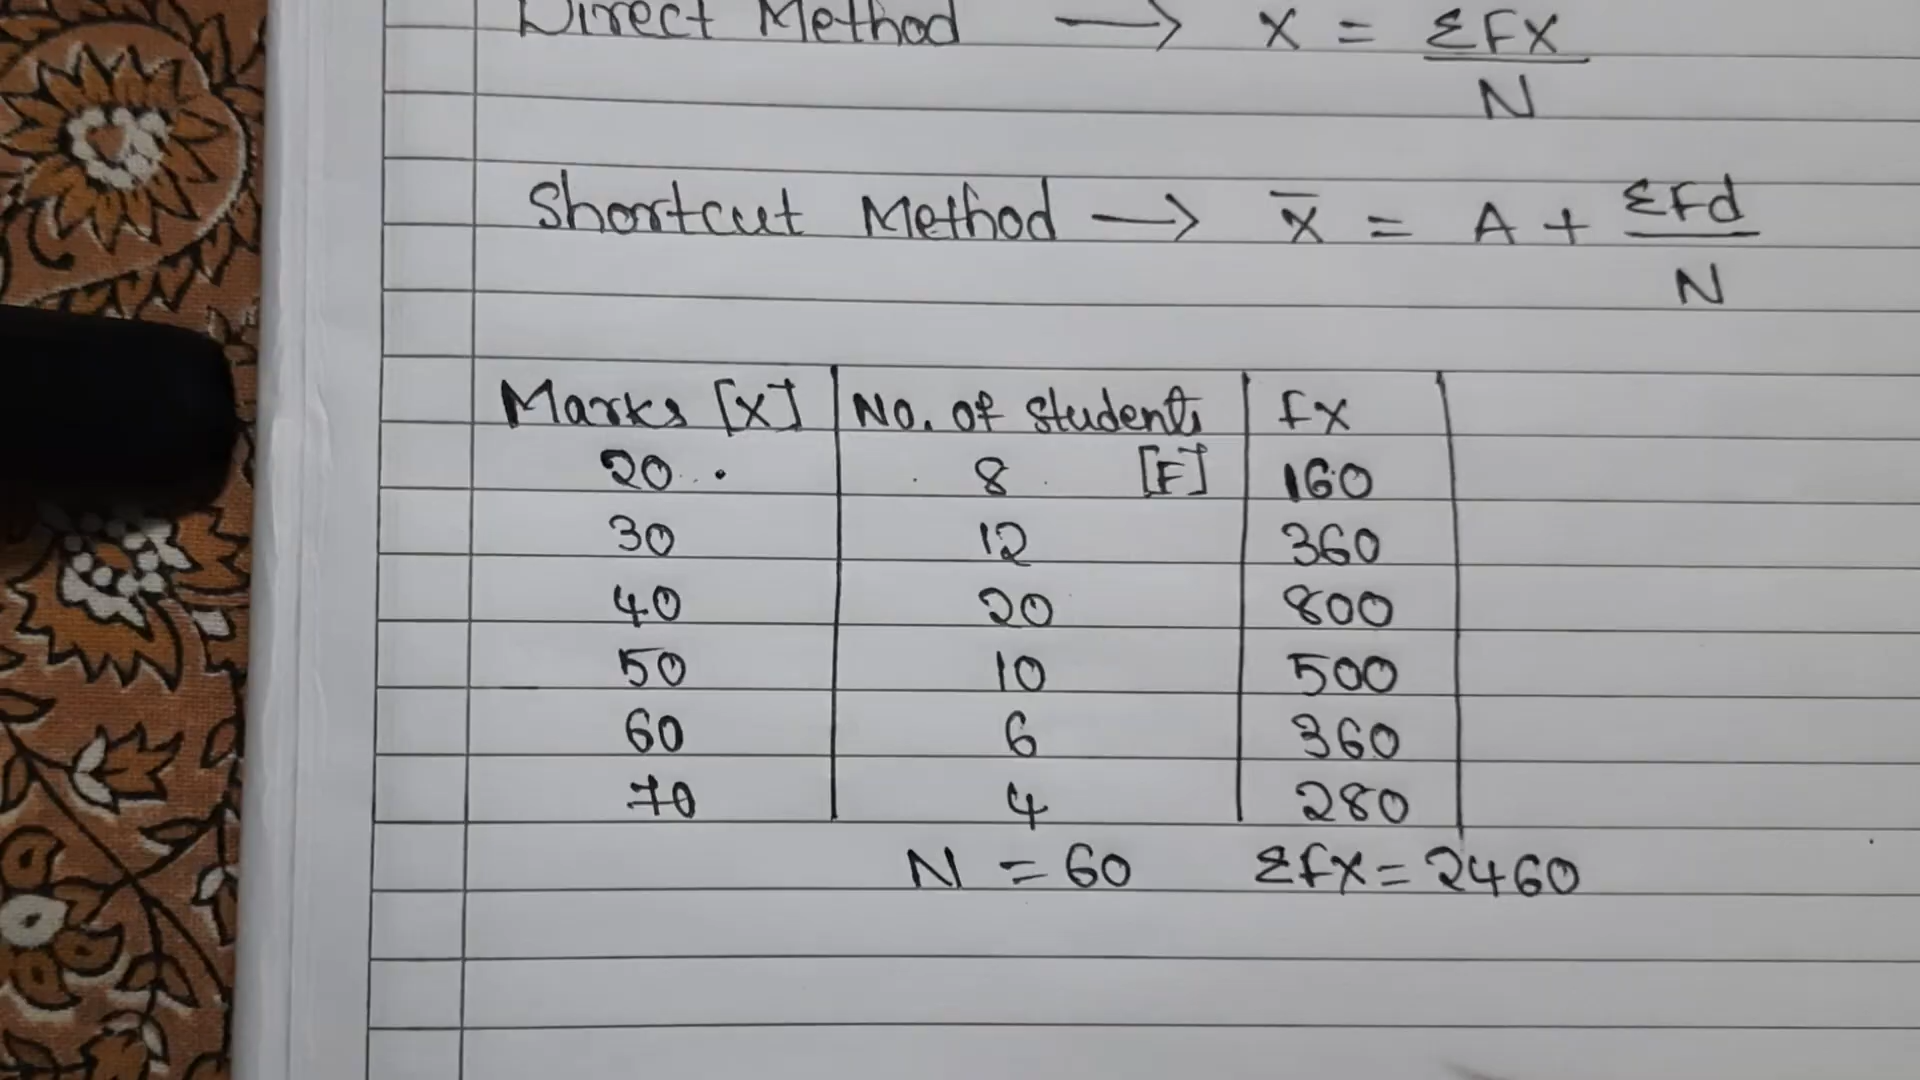 Direct Method → X = ΣFX / N
Shortcut Method → X̄ = A + ΣFd / N
Marks [X] No. of Students [F] FX
20 8 160
30 12 360
40 20 800
50 10 500
60 6 360
70 4 280
N = 60 ΣFX = 2460